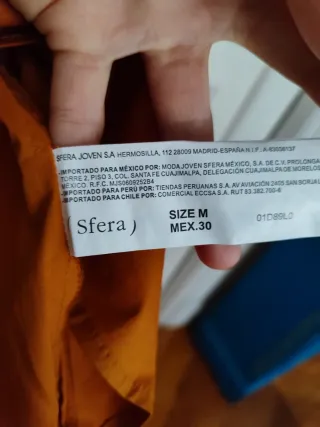 SFERA JOVEN S.A HERMOSILLA, 112 28009 MADRID-ESPAÑA N.I.F.
IMPORTADO PARA MÉXICO POR: MODAJOVEN SFERA MÉXICO, S.A. DE C.V. PROLONGA
TORRE 2, PISO 3, COL. SANTA FE CUAJIMALPA, DELEGACIÓN CUAJIMALPA DE MORELOS
MÉXICO. R.F.C. MJS0609252B4
IMPORTADO PARA PERÚ POR: TIENDAS PERUANAS S.A. AV AVIACIÓN 2405 SAN BORJA L
IMPORTADO PARA CHILE POR: COMERCIAL ECCSA S.A. RUT 83.382.700-6
(Sfera)
SIZE M
MEX.30
01D89L0